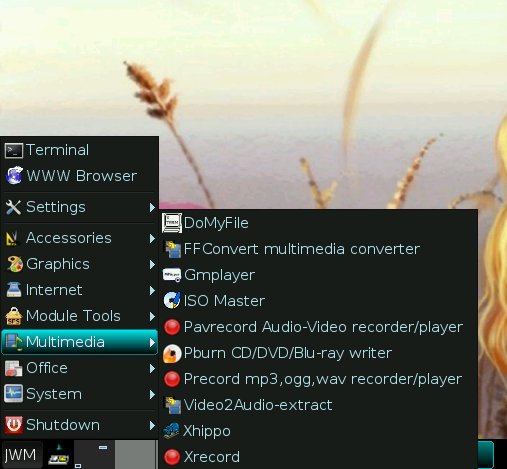 Terminal
WWW Browser
Settings
Accessories
Graphics
Internet
Module Tools
Multimedia
Office
System
Shutdown
JWM
DoMyFile
FFConvert multimedia converter
Gmplayer
ISO Master
Pavrecord Audio-Video recorder/player
Pburn CD/DVD/Blu-ray writer
Precord mp3,ogg,wav recorder/player
Video2Audio-extract
Xhippo
Xrecord